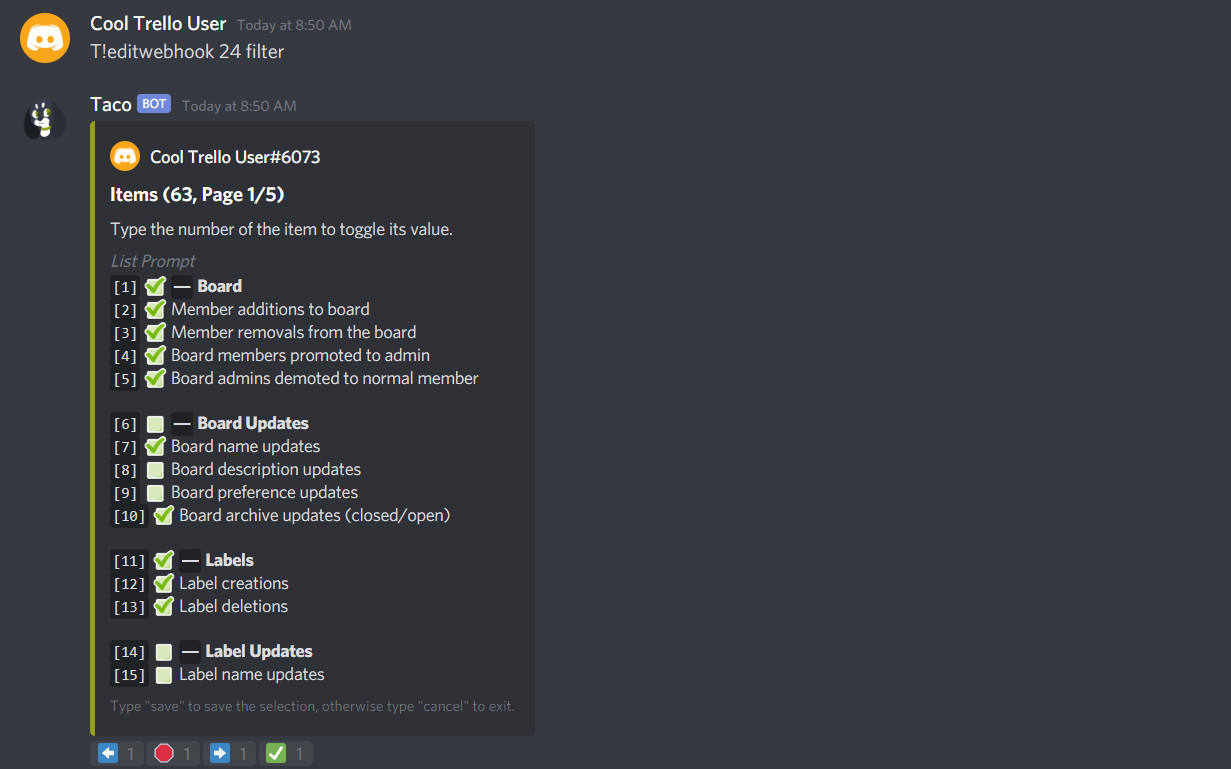 Cool Trello User Today at 8:50 AM
T!editwebhook 24 filter
Taco BOT Today at 8:50 AM
Cool Trello User#6073
Items (63, Page 1/5)
Type the number of the item to toggle its value.
List Prompt
[1] ✅ — Board
[2] ✅ Member additions to board
[3] ✅ Member removals from the board
[4] ✅ Board members promoted to admin
[5] ✅ Board admins demoted to normal member
[6] — Board Updates
[7] ✅ Board name updates
[8] Board description updates
[9] Board preference updates
[10] ✅ Board archive updates (closed/open)
[11] ✅ — Labels
[12] ✅ Label creations
[13] ✅ Label deletions
[14] — Label Updates
[15] Label name updates
Type "save" to save the selection, otherwise type "cancel" to exit.
1 1 1 1